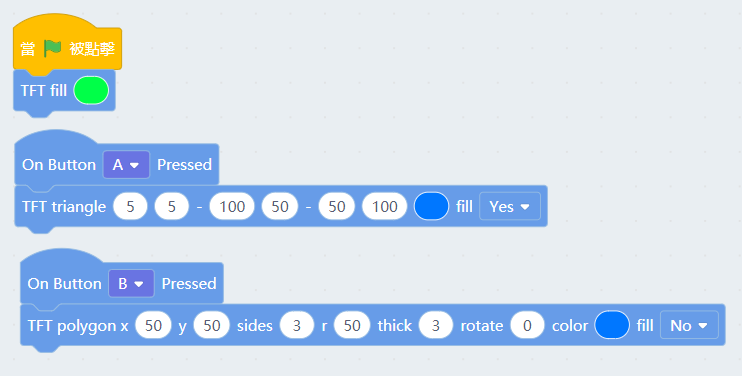 當 被點擊
TFT fill
On Button A Pressed
TFT triangle 5 5 - 100 50 - 50 100 fill Yes
On Button B Pressed
TFT polygon x 50 y 50 sides 3 r 50 thick 3 rotate 0 color fill No